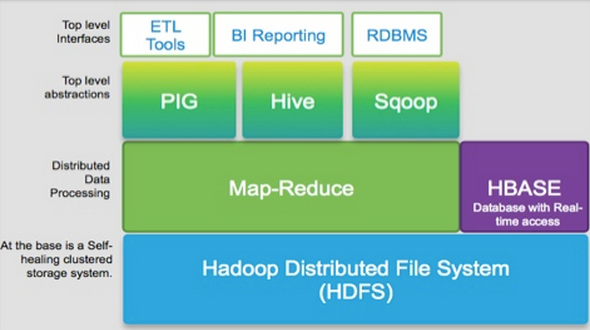 Top level
Interfaces
ETL
Tools
BI Reporting
RDBMS
Top level
abstractions
PIG
Hive
Sqoop
Distributed
Data
Processing
Map-Reduce
HBASE
Database with Real-
time access
At the base is a Self-
healing clustered
storage system.
Hadoop Distributed File System
(HDFS)